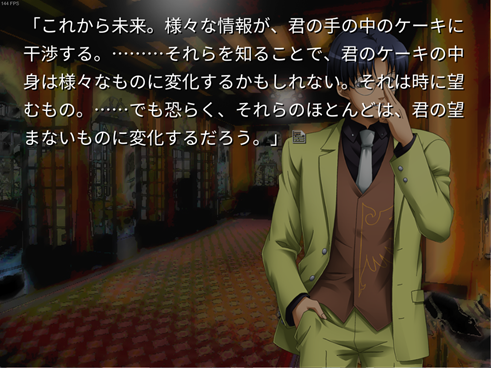 144 FPS
「これから未来。様々な情報が、君の手の中のケーキに
干渉する。………それらを知ることで、君のケーキの中
身は様々なものに変化するかもしれない。それは時に望
むもの。……でも恐らく、それらのほとんどは、君の望
まないものに変化するだろう。」